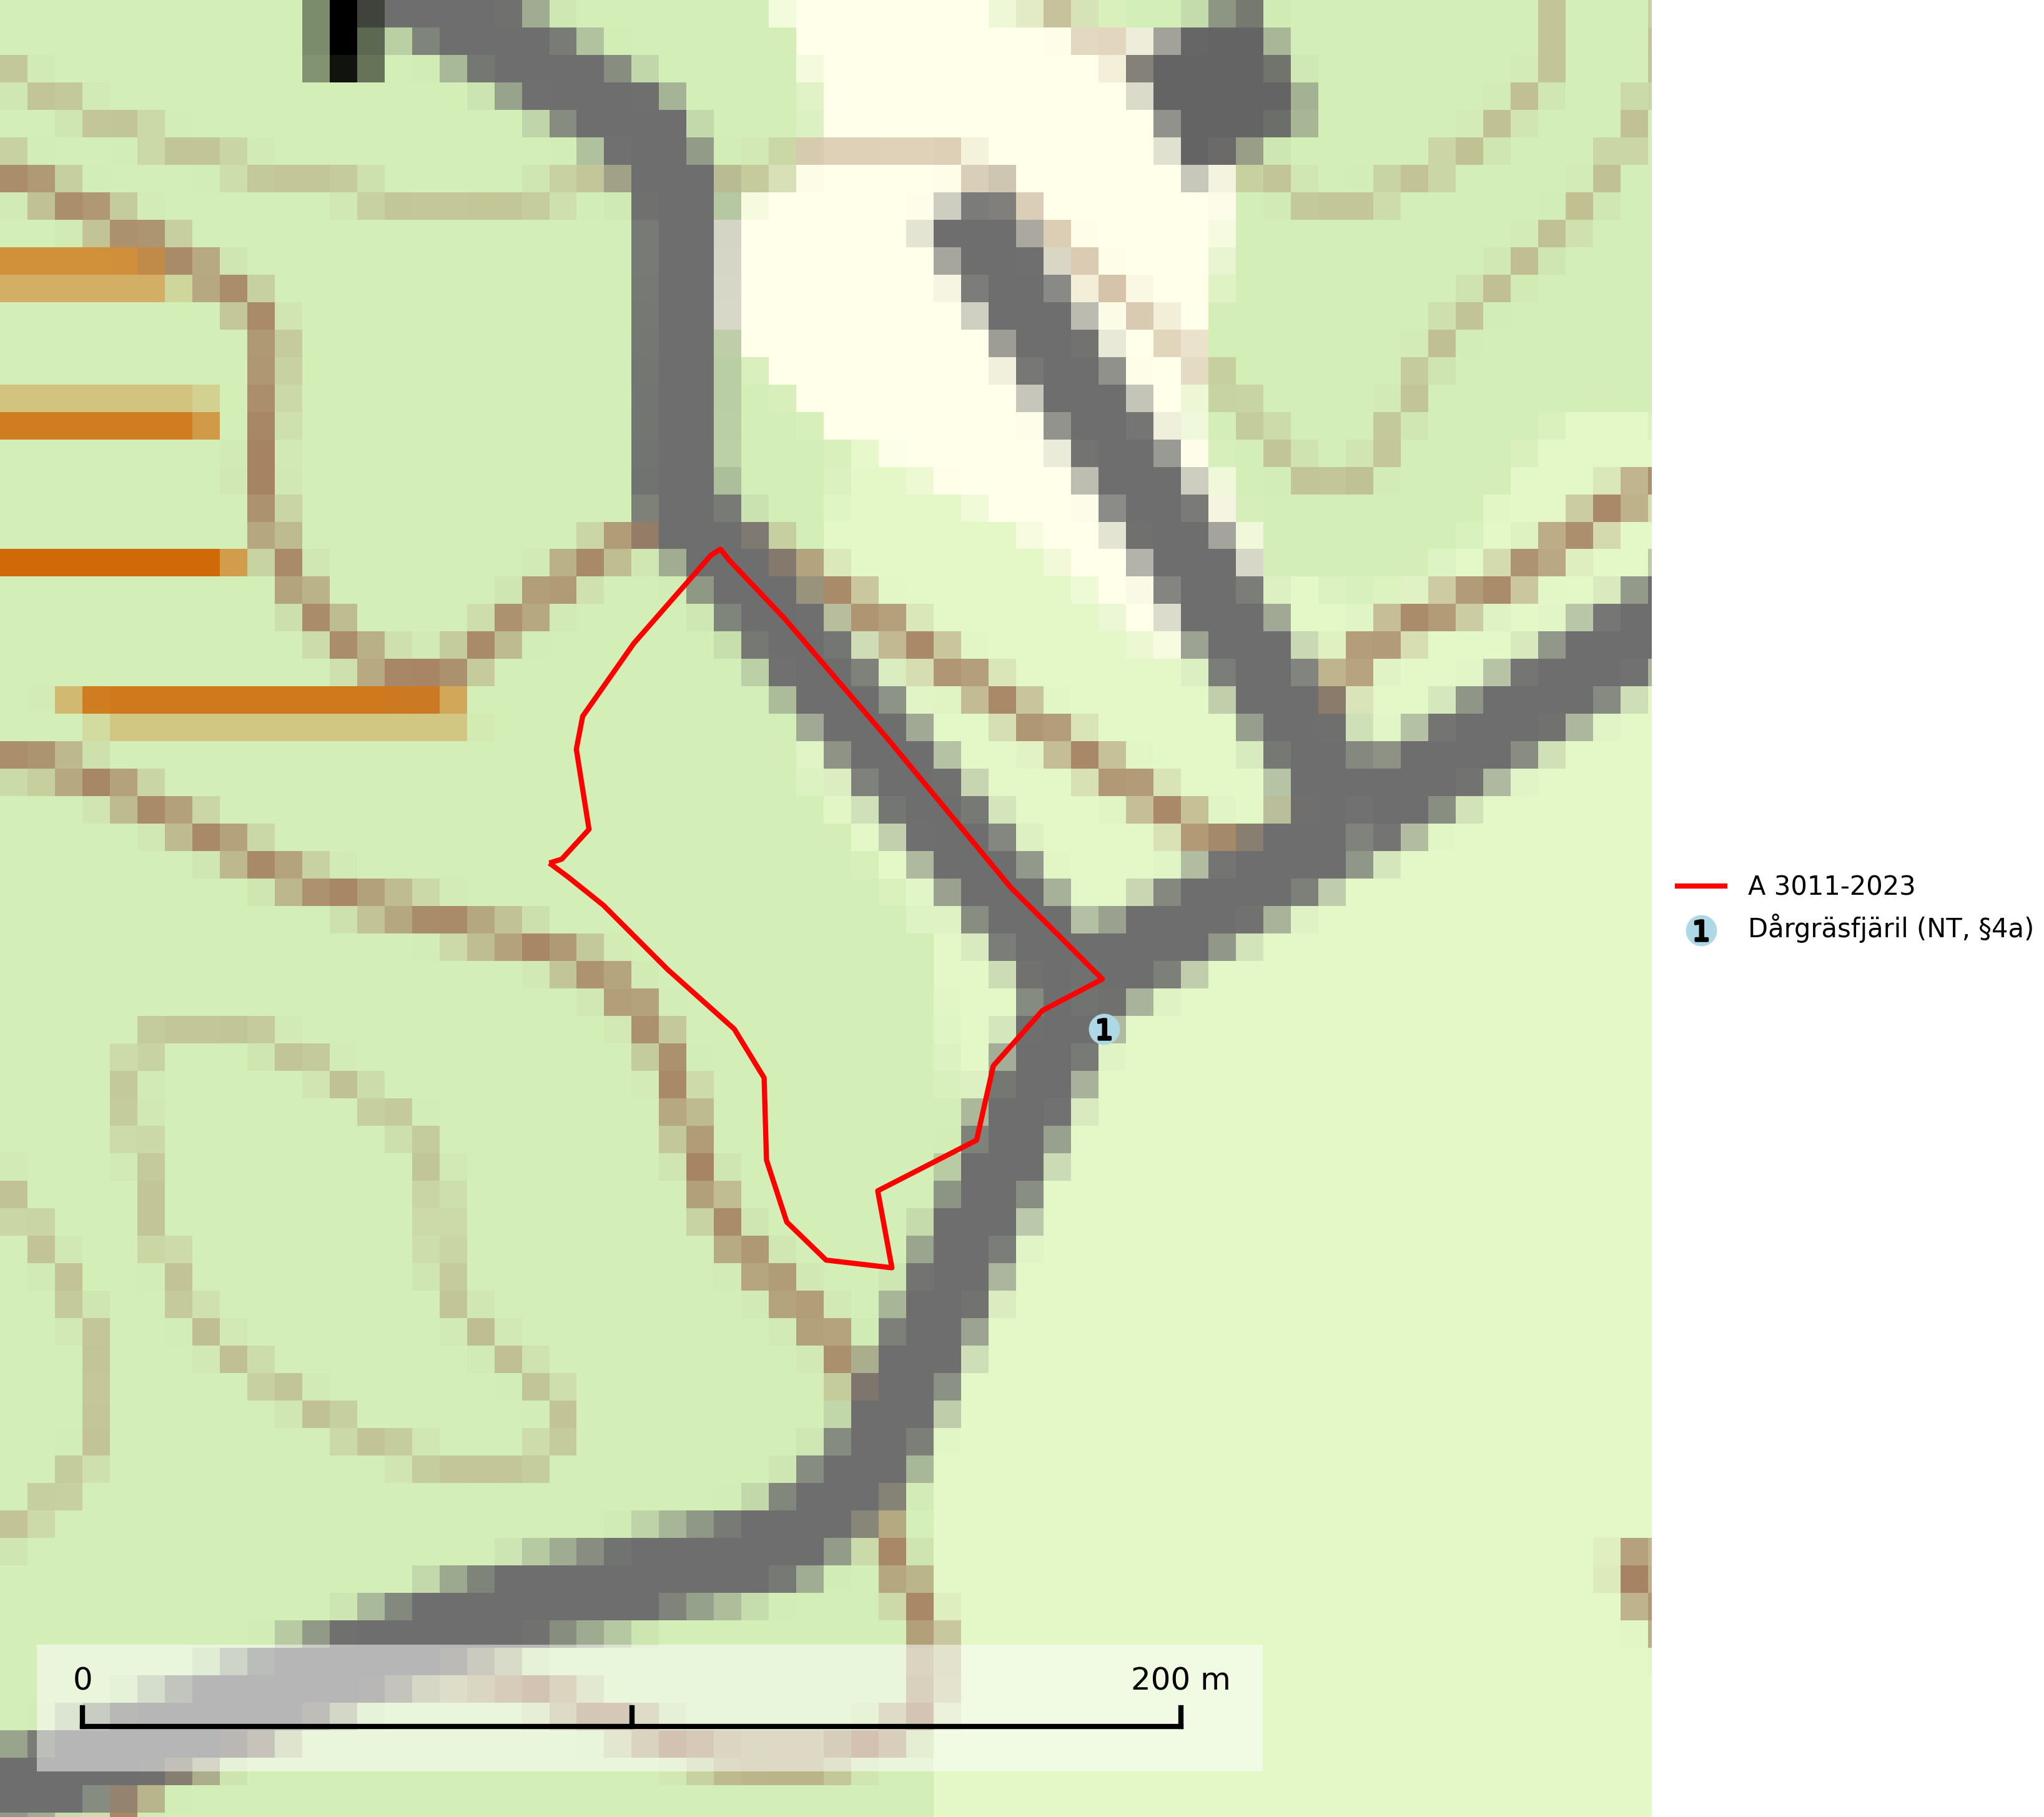 A 3011-2023
1 Dårgräsfjäril (NT, §4a)
1
0 200 m